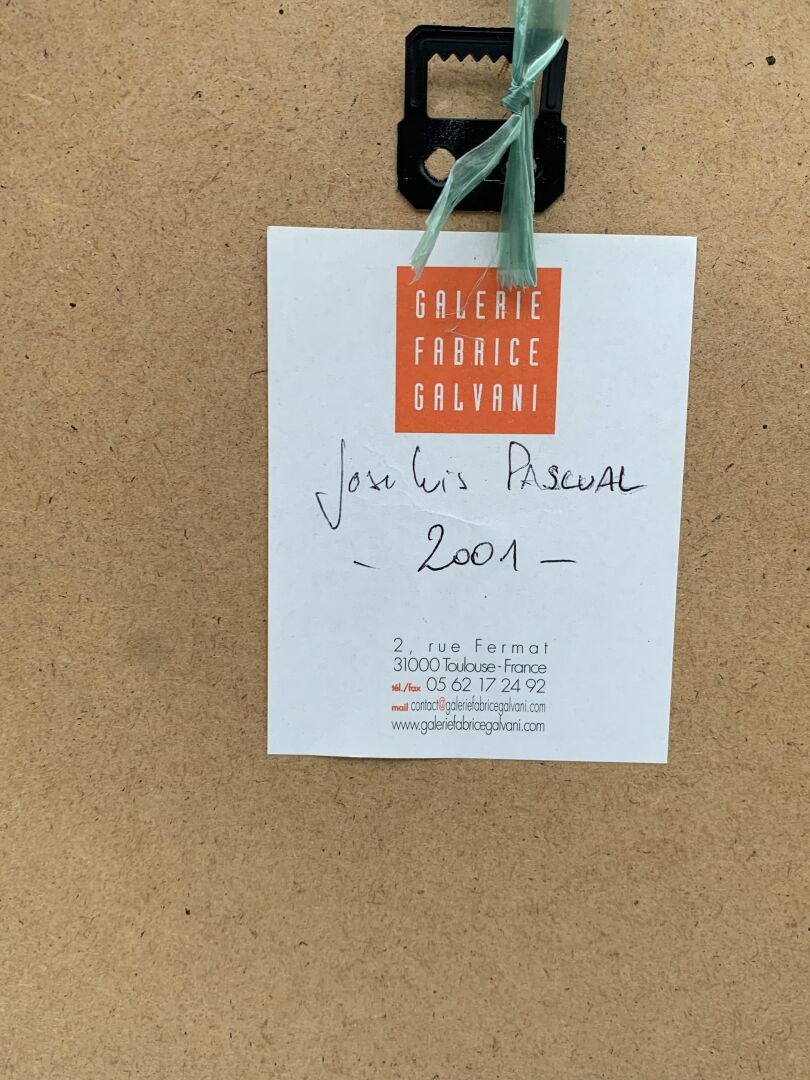 GALERIE
FABRICE
GALVANI
Jose Luis PASCUAL
- 2001 -
2, rue Fermat
31000 Toulouse - France
tél./fax 05 62 17 24 92
mail contact@galeriefabricegalvani.com
www.galeriefabricegalvani.com